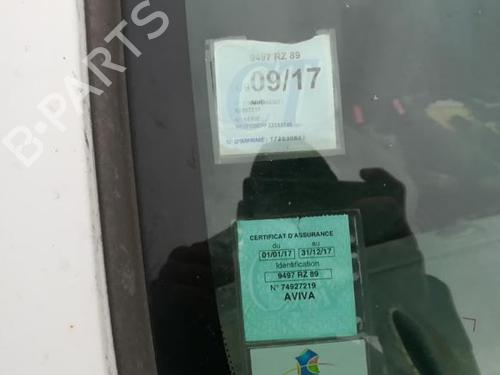 B-PARTS
9497 RZ 89
09/17
CERTIFICAT D'ASSURANCE
du au
01/01/17 31/12/17
Identification
9497 RZ 89
N° 74927219
AVIVA